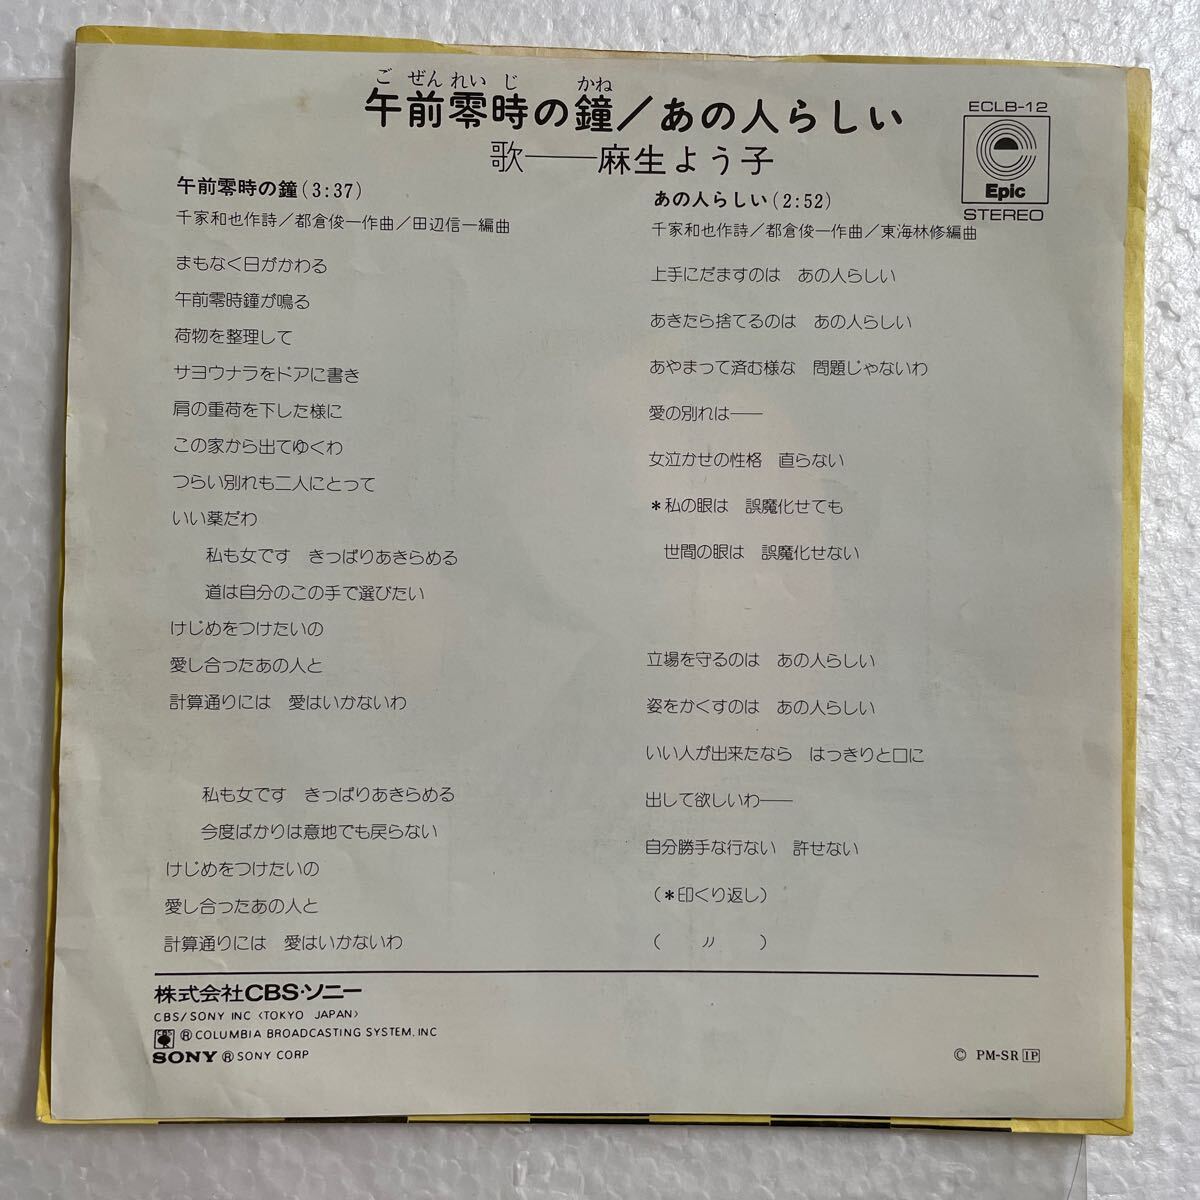 ごぜんれいじ かね
午前零時の鐘/あの人らしい
歌──麻生よう子
ECLB-12
Epic
STEREO
午前零時の鐘(3:37)
千家和也作詩/都倉俊一作曲/田辺信一編曲
まもなく日がかわる
午前零時鐘が鳴る
荷物を整理して
サヨウナラをドアに書き
肩の重荷を下した様に
この家から出てゆくわ
つらい別れも二人にとって
いい薬だわ
私も女です きっぱりあきらめる
道は自分のこの手で選びたい
けじめをつけたいの
愛し合ったあの人と
計算通りには 愛はいかないわ
私も女です きっぱりあきらめる
今度ばかりは意地でも戻らない
けじめをつけたいの
愛し合ったあの人と
計算通りには 愛はいかないわ
あの人らしい(2:52)
千家和也作詩/都倉俊一作曲/東海林修編曲
上手にだますのは あの人らしい
あきたら捨てるのは あの人らしい
あやまって済む様な 問題じゃないわ
愛の別れは──
女泣かせの性格 直らない
*私の眼は 誤魔化せても
世間の眼は 誤魔化せない
立場を守るのは あの人らしい
姿をかくすのは あの人らしい
いい人が出来たなら はっきりと口に
出して欲しいわ──
自分勝手な行ない 許せない
(*印くり返し)
( 〃 )
株式会社CBS・ソニー
CBS/SONY INC〈TOKYO JAPAN〉
CBS ® COLUMBIA BROADCASTING SYSTEM, INC
SONY ® SONY CORP
© PM-SR IP